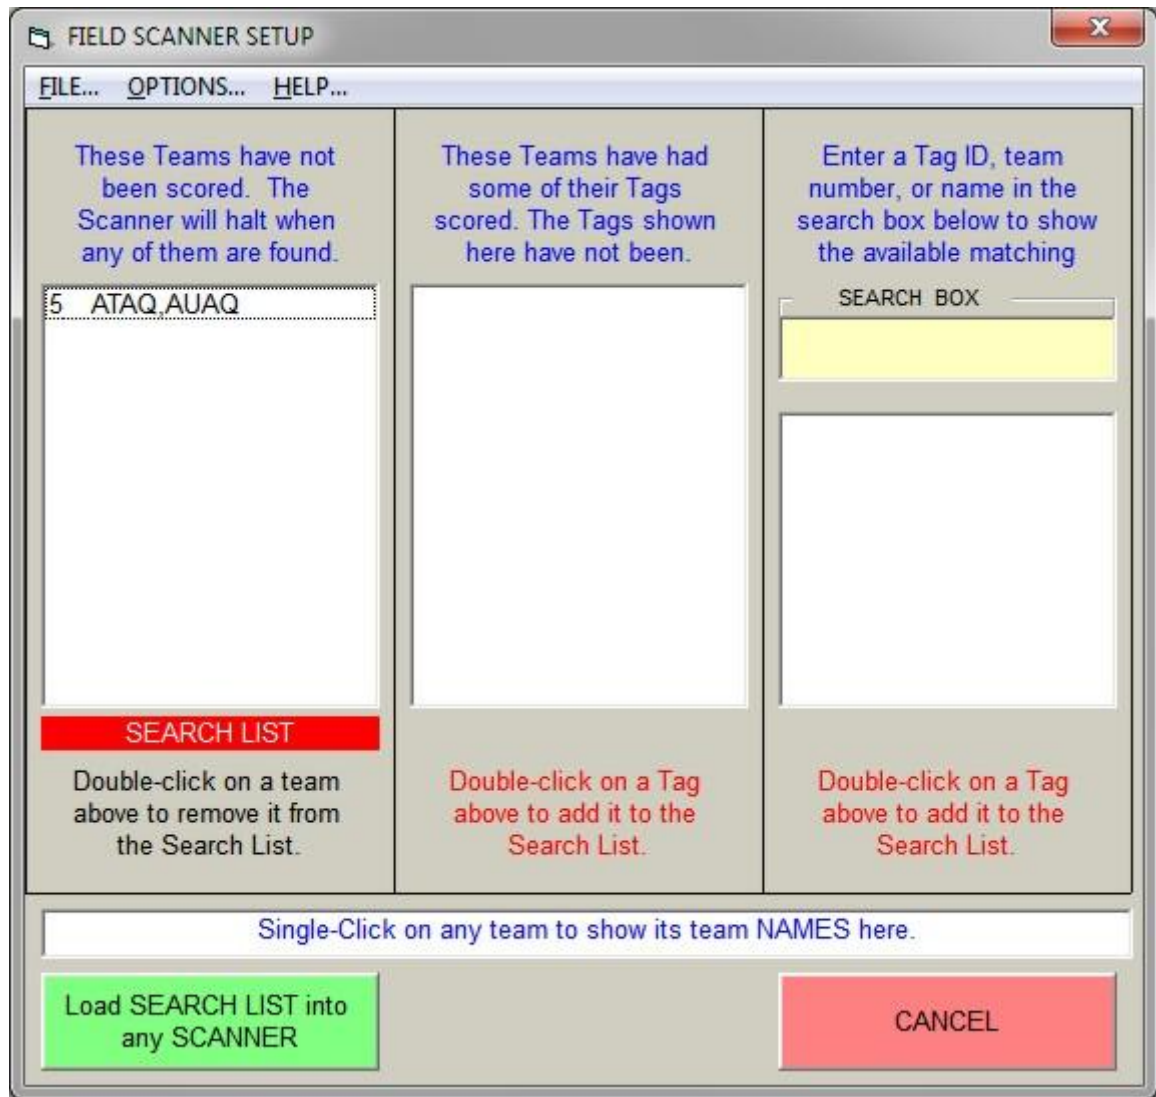 FIELD SCANNER SETUP
FILE... OPTIONS... HELP...
These Teams have not
been scored. The
Scanner will halt when
any of them are found.
5 ATAQ,AUAQ
SEARCH LIST
Double-click on a team
above to remove it from
the Search List.
These Teams have had
some of their Tags
scored. The Tags shown
here have not been.
Double-click on a Tag
above to add it to the
Search List.
Enter a Tag ID, team
number, or name in the
search box below to show
the available matching
SEARCH BOX
Double-click on a Tag
above to add it to the
Search List.
Single-Click on any team to show its team NAMES here.
Load SEARCH LIST into
any SCANNER
CANCEL